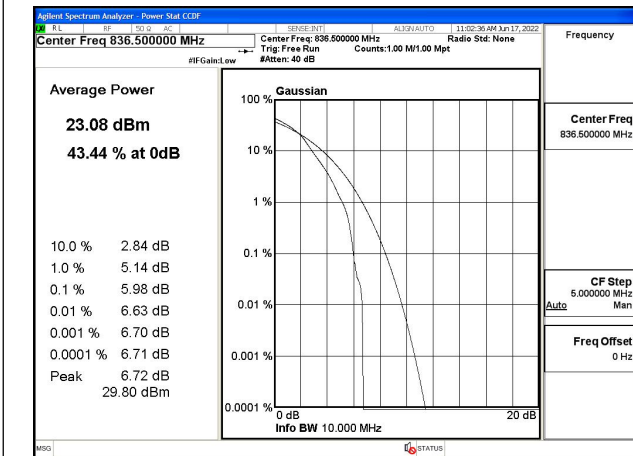 Agilent Spectrum Analyzer - Power Stat CCDF
RL RF 50 Ω AC SENSE:INT ALIGN AUTO 11:02:36 AM Jun 17, 2022
Center Freq 836.500000 MHz
Center Freq: 836.500000 MHz Radio Std: None
Trig: Free Run Counts:1.00 M/1.00 Mpt
#IFGain:Low #Atten: 40 dB
Frequency
Average Power
23.08 dBm
43.44 % at 0dB
10.0 % 2.84 dB
1.0 % 5.14 dB
0.1 % 5.98 dB
0.01 % 6.63 dB
0.001 % 6.70 dB
0.0001 % 6.71 dB
Peak 6.72 dB
29.80 dBm
Gaussian
100 %
10 %
1 %
0.1 %
0.01 %
0.001 %
0.0001 %
0 dB 20 dB
Info BW 10.000 MHz
Center Freq
836.500000 MHz
CF Step
5.000000 MHz
Auto Man
Freq Offset
0 Hz
MSG STATUS